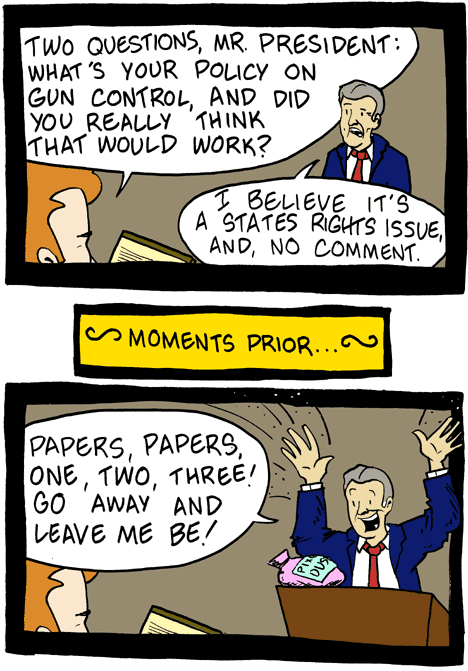 TWO QUESTIONS, MR. PRESIDENT:
WHAT'S YOUR POLICY ON
GUN CONTROL, AND DID
YOU REALLY THINK
THAT WOULD WORK?
I BELIEVE IT'S
A STATES RIGHTS ISSUE,
AND, NO COMMENT.
MOMENTS PRIOR...
PAPERS, PAPERS,
ONE, TWO, THREE!
GO AWAY AND
LEAVE ME BE!
DUS